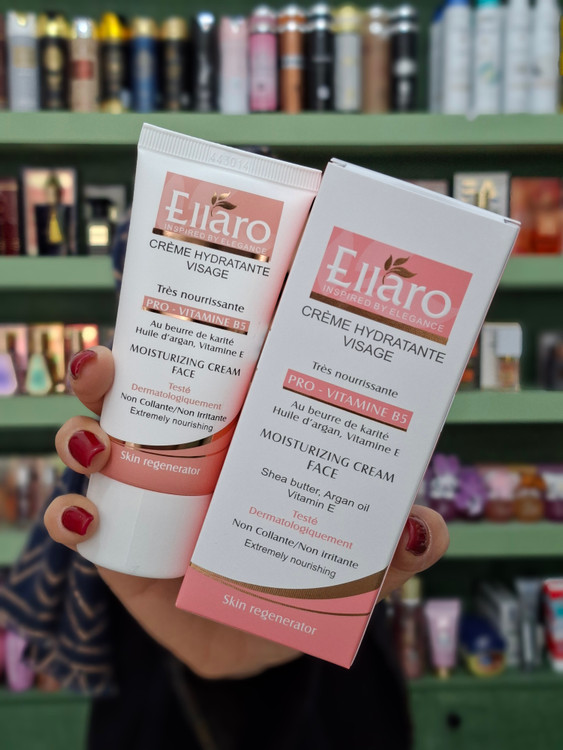 Ellaro
INSPIRED BY ELEGANCE
CRÈME HYDRATANTE
VISAGE
Très nourrissante
PRO - VITAMINE B5
Au beurre de karité
Huile d'argan, Vitamine E
MOISTURIZING CREAM
FACE
Testé
Dermatologiquement
Non Collante/Non Irritante
Extremely nourishing
Skin regenerator
Ellaro
INSPIRED BY ELEGANCE
CRÈME HYDRATANTE
VISAGE
Très nourrissante
PRO - VITAMINE B5
Au beurre de karité
Huile d'argan, Vitamine E
MOISTURIZING CREAM
FACE
Shea butter, Argan oil
Vitamin E
Testé
Dermatologiquement
Non Collante/Non irritante
Extremely nourishing
Skin regenerator